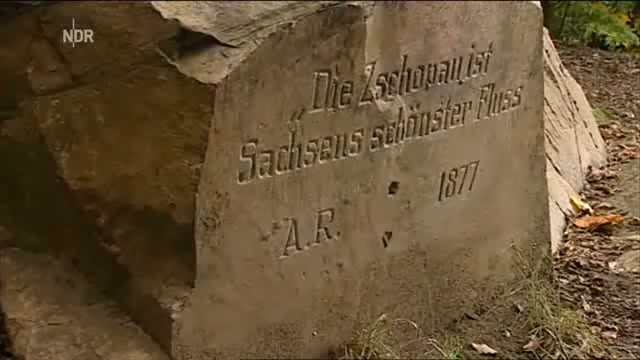 NDR
„Die Zschopau ist
Sachsens schönster Fluss
A.R. 1877